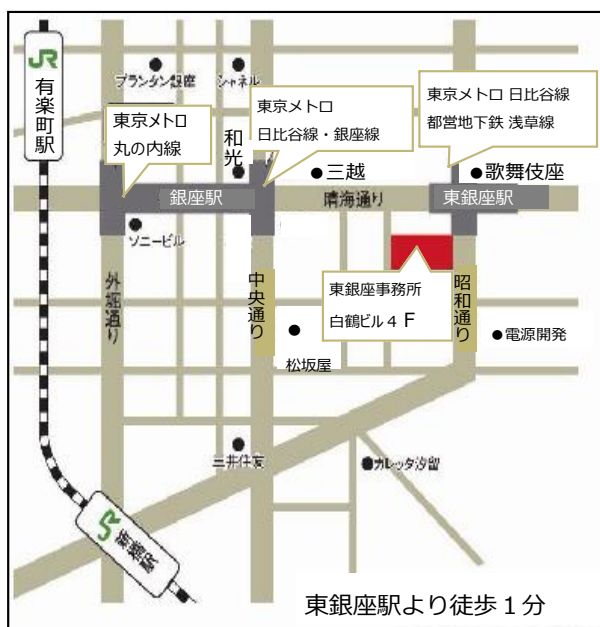 JR
有楽町駅
プランタン銀座
シャネル
東京メトロ
丸の内線
東京メトロ
日比谷線・銀座線
東京メトロ 日比谷線
都営地下鉄 浅草線
和光
●三越
●歌舞伎座
銀座駅
晴海通り
東銀座駅
ソニービル
外堀通り
中央通り
昭和通り
東銀座事務所
白鶴ビル４Ｆ
●電源開発
松坂屋
三井住友
●カレッタ汐留
JR
新橋駅
東銀座駅より徒歩１分